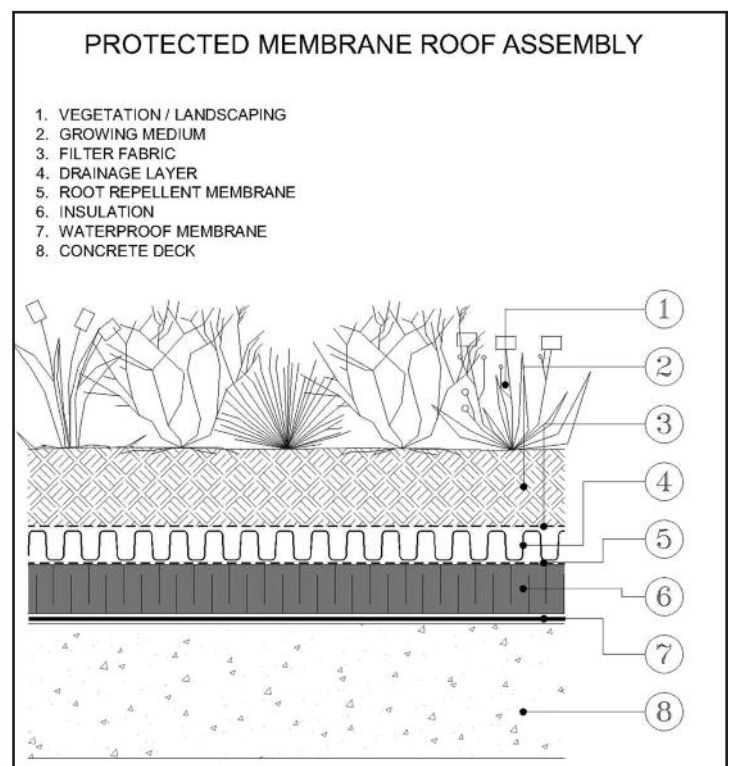 PROTECTED MEMBRANE ROOF ASSEMBLY
1. VEGETATION / LANDSCAPING
2. GROWING MEDIUM
3. FILTER FABRIC
4. DRAINAGE LAYER
5. ROOT REPELLENT MEMBRANE
6. INSULATION
7. WATERPROOF MEMBRANE
8. CONCRETE DECK
1
2
3
4
5
6
7
8